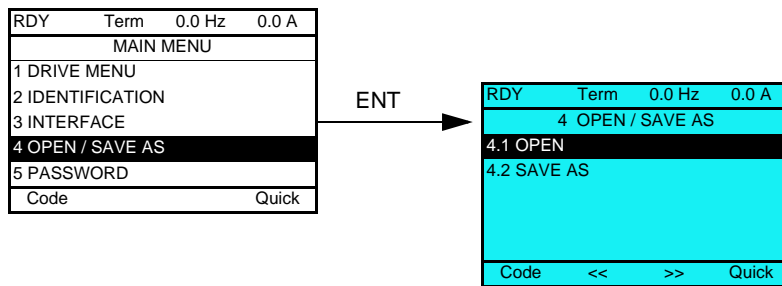 RDY Term 0.0 Hz 0.0 A
MAIN MENU
1 DRIVE MENU
2 IDENTIFICATION
3 INTERFACE
4 OPEN / SAVE AS
5 PASSWORD
Code Quick
ENT
RDY Term 0.0 Hz 0.0 A
4 OPEN / SAVE AS
4.1 OPEN
4.2 SAVE AS
Code << >> Quick